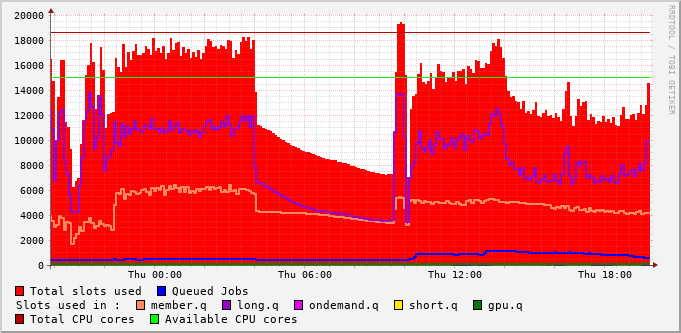 20000
18000
16000
14000
12000
10000
8000
6000
4000
2000
0
Thu 00:00 Thu 06:00 Thu 12:00 Thu 18:00
RRDTOOL / TOBI OETIKER
Total slots used Queued Jobs
Slots used in : member.q long.q ondemand.q short.q gpu.q
Total CPU cores Available CPU cores